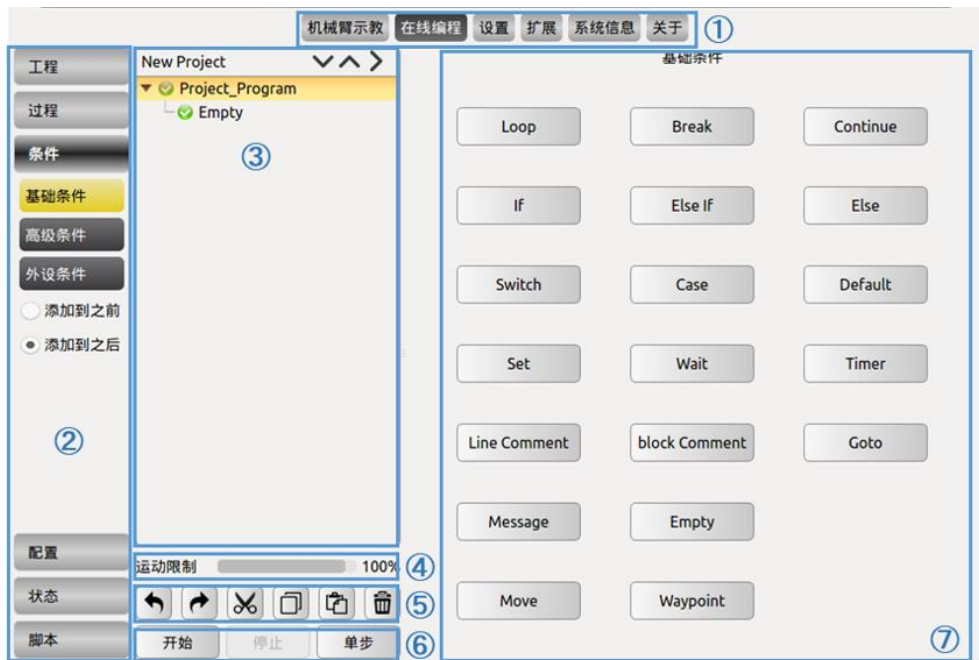 机械臂示教 在线编程 设置 扩展 系统信息 关于 ①
工程
过程
条件
基础条件
高级条件
外设条件
添加到之前
添加到之后
②
配置
状态
脚本
New Project
Project_Program
Empty
③
运动限制 100% ④
⑤
开始 停止 单步 ⑥
基础条件
Loop Break Continue
If Else If Else
Switch Case Default
Set Wait Timer
Line Comment block Comment Goto
Message Empty
Move Waypoint
⑦